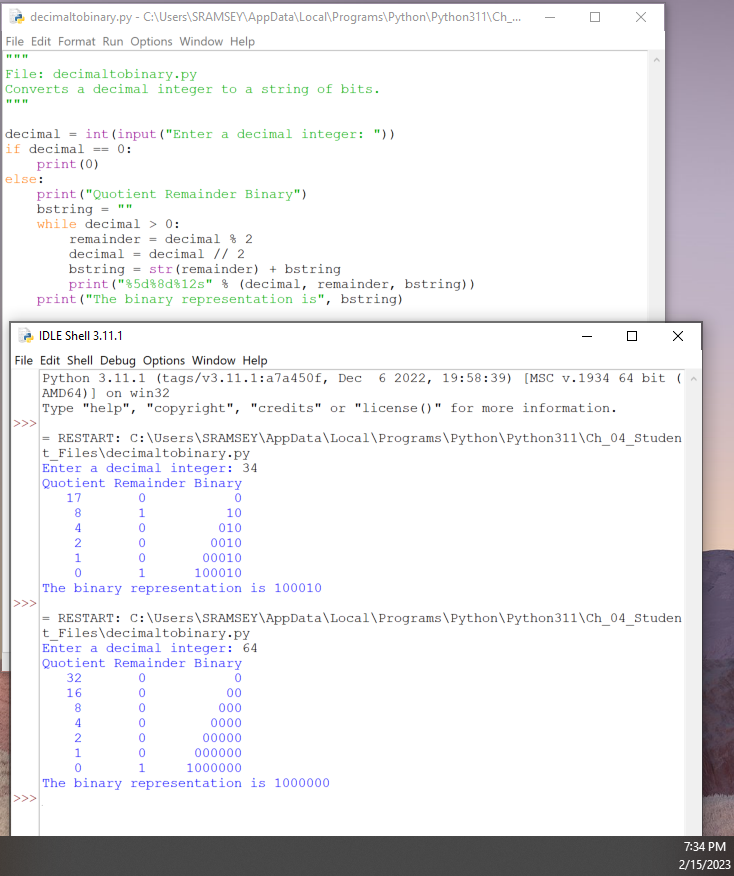 decimaltobinary.py - C:\Users\SRAMSEY\AppData\Local\Programs\Python\Python311\Ch_...
File Edit Format Run Options Window Help
"""
File: decimaltobinary.py
Converts a decimal integer to a string of bits.
"""
decimal = int(input("Enter a decimal integer: "))
if decimal == 0:
    print(0)
else:
    print("Quotient Remainder Binary")
    bstring = ""
    while decimal > 0:
        remainder = decimal % 2
        decimal = decimal // 2
        bstring = str(remainder) + bstring
        print("%5d%8d%12s" % (decimal, remainder, bstring))
    print("The binary representation is", bstring)
IDLE Shell 3.11.1
File Edit Shell Debug Options Window Help
Python 3.11.1 (tags/v3.11.1:a7a450f, Dec  6 2022, 19:58:39) [MSC v.1934 64 bit (
AMD64)] on win32
Type "help", "copyright", "credits" or "license()" for more information.
>>>
= RESTART: C:\Users\SRAMSEY\AppData\Local\Programs\Python\Python311\Ch_04_Studen
t_Files\decimaltobinary.py
Enter a decimal integer: 34
Quotient Remainder Binary
   17       0           0
    8       1          10
    4       0         010
    2       0        0010
    1       0       00010
    0       1      100010
The binary representation is 100010
>>>
= RESTART: C:\Users\SRAMSEY\AppData\Local\Programs\Python\Python311\Ch_04_Studen
t_Files\decimaltobinary.py
Enter a decimal integer: 64
Quotient Remainder Binary
   32       0           0
   16       0          00
    8       0         000
    4       0        0000
    2       0       00000
    1       0      000000
    0       1     1000000
The binary representation is 1000000
>>>
7:34 PM
2/15/2023